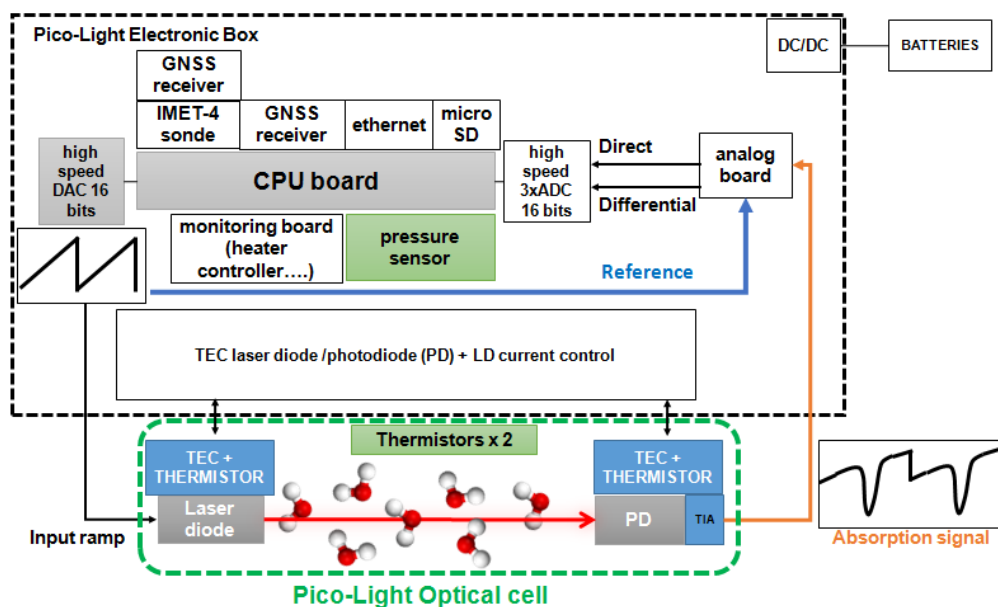 Pico-Light Electronic Box
DC/DC
BATTERIES
GNSS
receiver
IMET-4
sonde
GNSS
receiver
ethernet
micro
SD
high
speed
DAC 16
bits
CPU board
high
speed
3xADC
16 bits
Direct
Differential
analog
board
monitoring board
(heater
controller....)
pressure
sensor
Reference
TEC laser diode /photodiode (PD) + LD current control
Thermistors x 2
TEC +
THERMISTOR
TEC +
THERMISTOR
Laser
diode
PD
TIA
Input ramp
Absorption signal
Pico-Light Optical cell